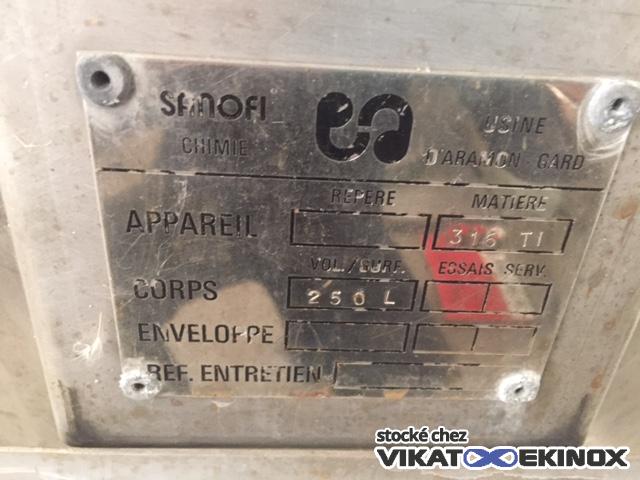 SANOFI
CHIMIE
USINE
D'ARAMON-GARD
REPERE MATIERE
APPAREIL 316 TI
VOL./SURF. ESSAIS SERV.
CORPS 250 L
ENVELOPPE
REF. ENTRETIEN
stocké chez
VIKAT EKINOX